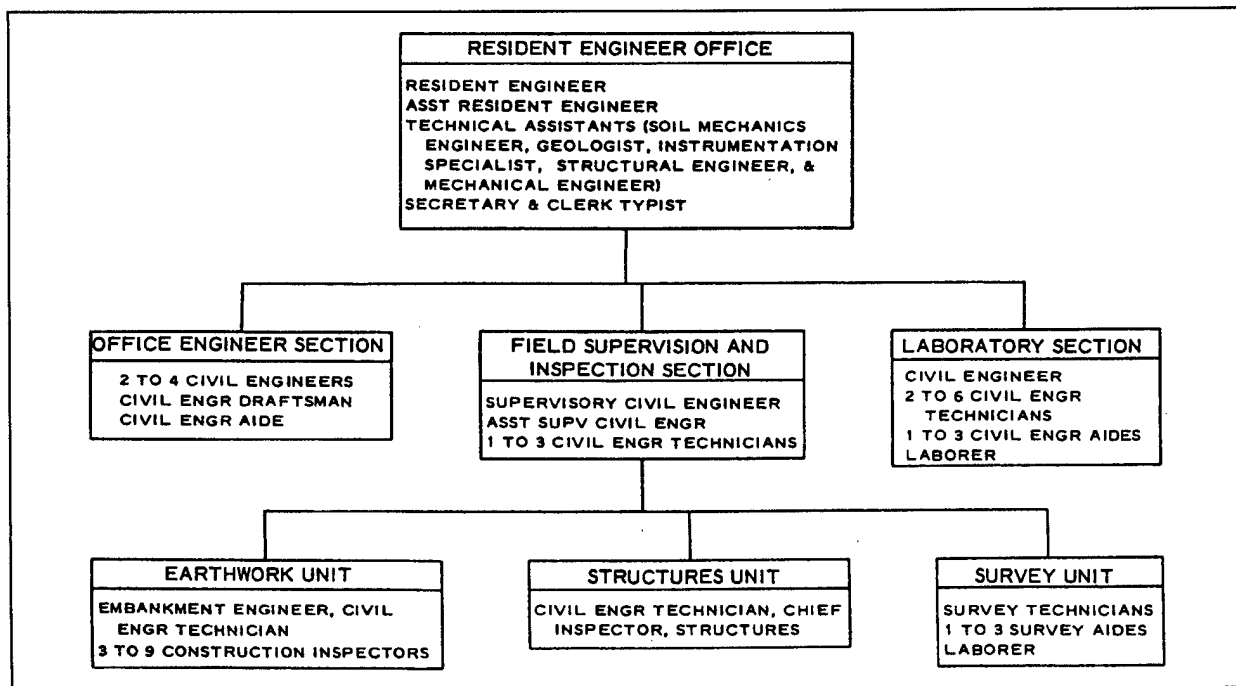 RESIDENT ENGINEER OFFICE
RESIDENT ENGINEER
ASST RESIDENT ENGINEER
TECHNICAL ASSISTANTS (SOIL MECHANICS
ENGINEER, GEOLOGIST, INSTRUMENTATION
SPECIALIST, STRUCTURAL ENGINEER, &
MECHANICAL ENGINEER)
SECRETARY & CLERK TYPIST
OFFICE ENGINEER SECTION
2 TO 4 CIVIL ENGINEERS
CIVIL ENGR DRAFTSMAN
CIVIL ENGR AIDE
FIELD SUPERVISION AND
INSPECTION SECTION
SUPERVISORY CIVIL ENGINEER
ASST SUPV CIVIL ENGR
1 TO 3 CIVIL ENGR TECHNICIANS
LABORATORY SECTION
CIVIL ENGINEER
2 TO 6 CIVIL ENGR
TECHNICIANS
1 TO 3 CIVIL ENGR AIDES
LABORER
EARTHWORK UNIT
EMBANKMENT ENGINEER, CIVIL
ENGR TECHNICIAN
3 TO 9 CONSTRUCTION INSPECTORS
STRUCTURES UNIT
CIVIL ENGR TECHNICIAN, CHIEF
INSPECTOR, STRUCTURES
SURVEY UNIT
SURVEY TECHNICIANS
1 TO 3 SURVEY AIDES
LABORER